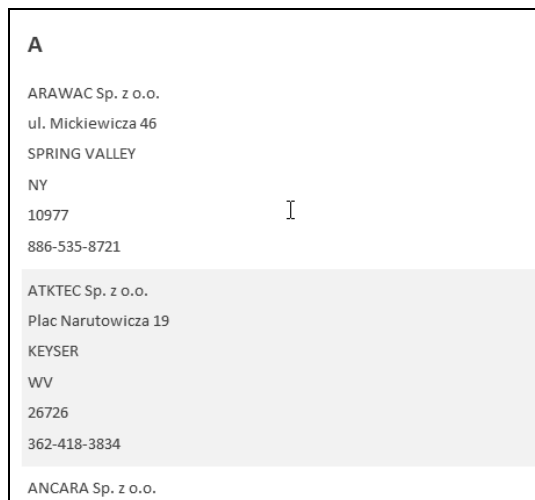 A
ARAWAC Sp. z o.o.
ul. Mickiewicza 46
SPRING VALLEY
NY
10977
886-535-8721
ATKTEC Sp. z o.o.
Plac Narutowicza 19
KEYSER
WV
26726
362-418-3834
ANCARA Sp. z o.o.